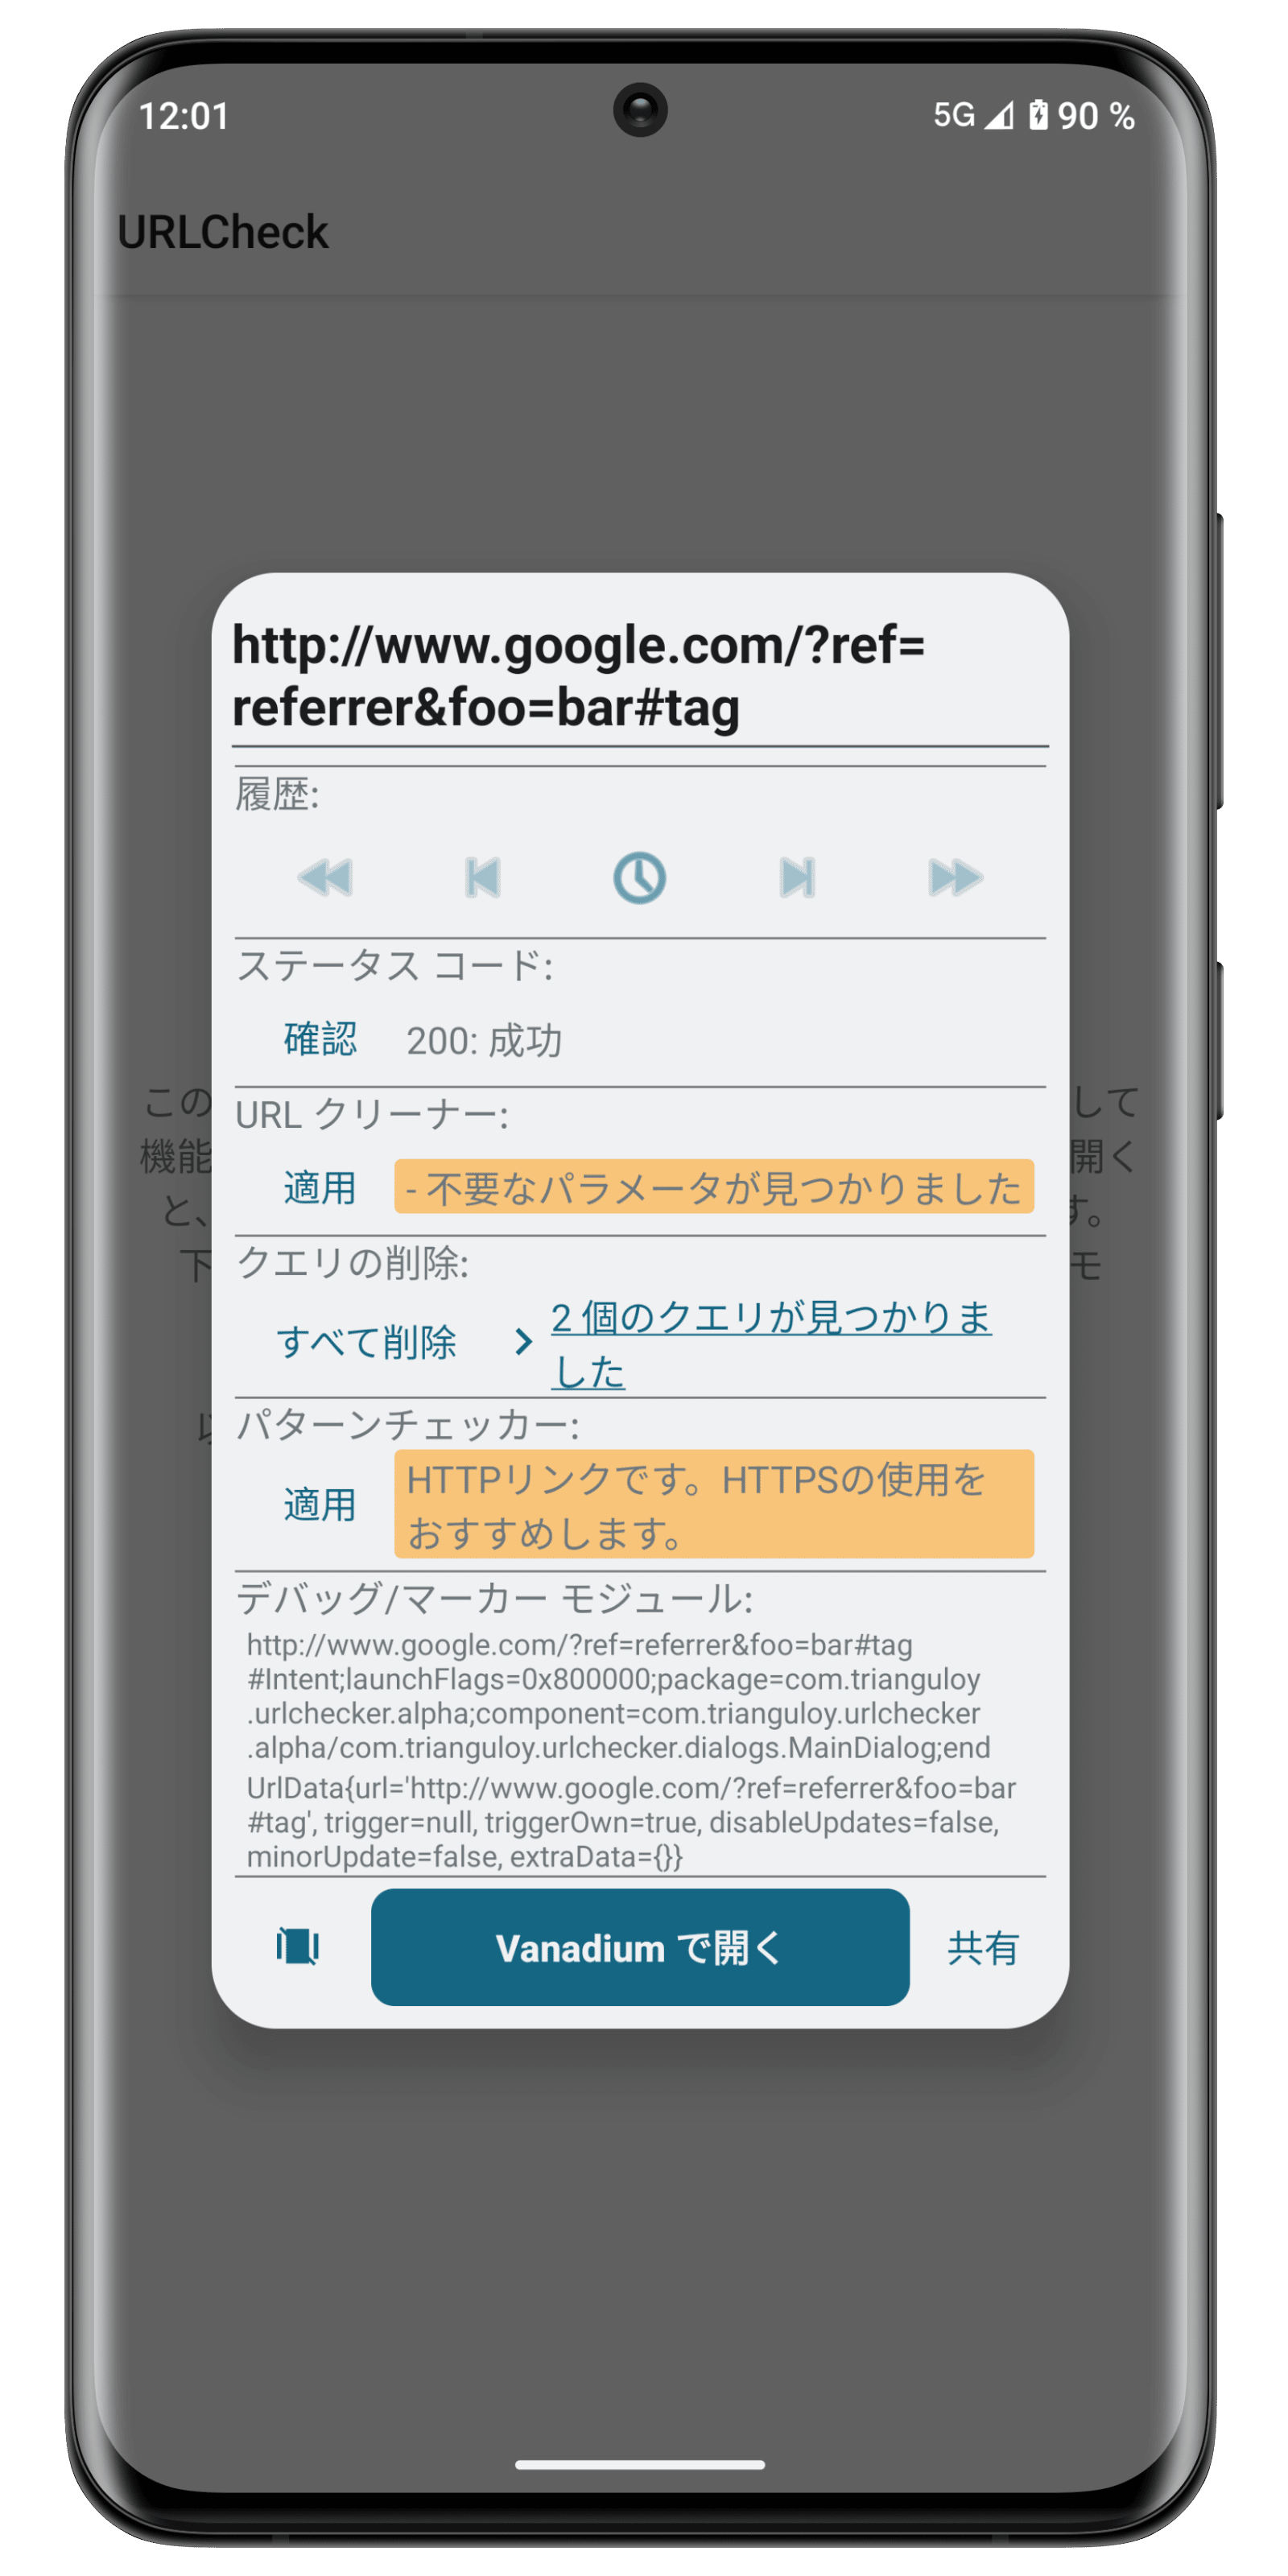 12:01
5G 90 %
URLCheck
http://www.google.com/?ref=
referrer&foo=bar#tag
履歴:
ステータス コード:
確認 200: 成功
URL クリーナー:
適用 - 不要なパラメータが見つかりました
クエリの削除:
すべて削除 2 個のクエリが見つかりま
した
パターンチェッカー:
適用 HTTPリンクです。HTTPSの使用を
おすすめします。
デバッグ/マーカー モジュール:
http://www.google.com/?ref=referrer&foo=bar#tag
#Intent;launchFlags=0x800000;package=com.trianguloy
.urlchecker.alpha;component=com.trianguloy.urlchecker
.alpha/com.trianguloy.urlchecker.dialogs.MainDialog;end
UrlData{url='http://www.google.com/?ref=referrer&foo=bar
#tag', trigger=null, triggerOwn=true, disableUpdates=false,
minorUpdate=false, extraData={}}
Vanadium で開く 共有
この して
機能 開く
と、 す。
下 モ